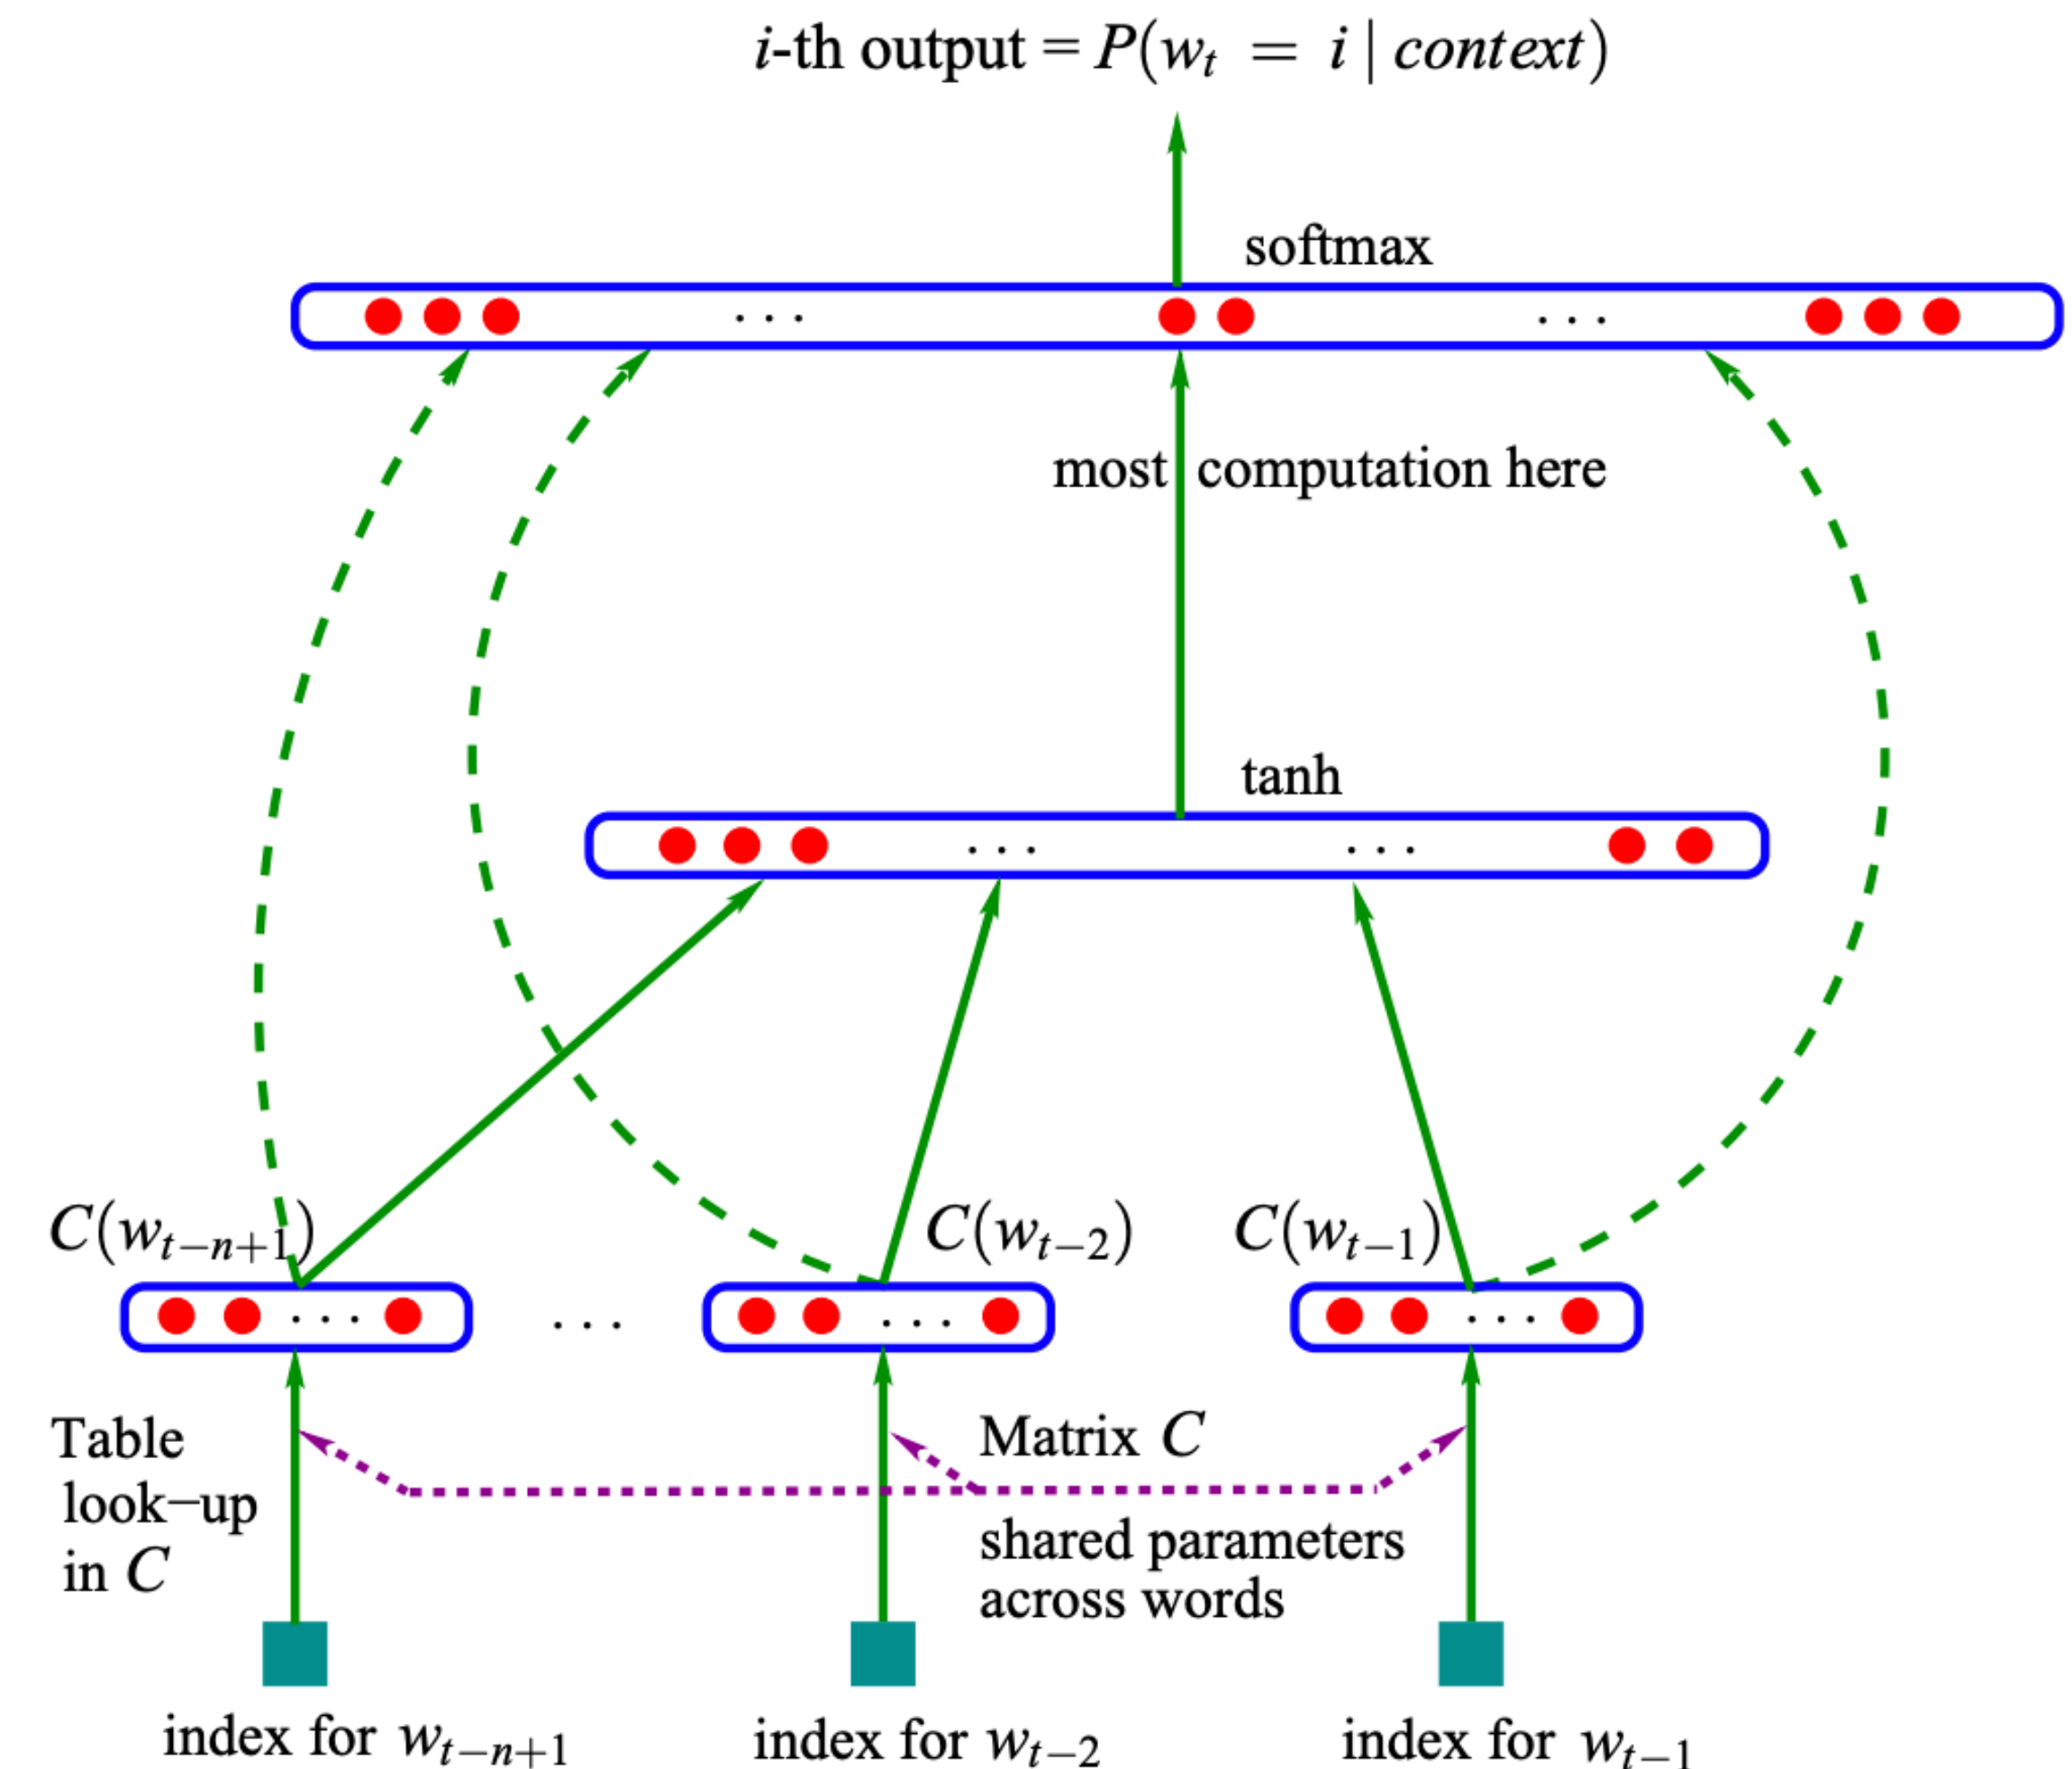 i-th output = P(w_t = i | context)
softmax
. . .
. . .
most computation here
tanh
. . .
. . .
C(w_{t−n+1})
C(w_{t−2})
C(w_{t−1})
. . .
. . .
. . .
. . .
Table
look−up
in C
Matrix C
shared parameters
across words
index for w_{t−n+1}
index for w_{t−2}
index for w_{t−1}